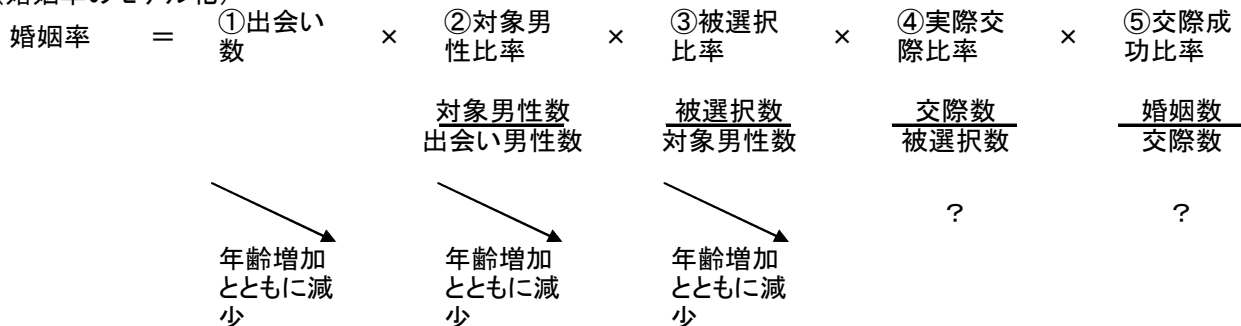 婚姻率 = ①出会い数 × ②対象男性比率 × ③被選択比率 × ④実際交際比率 × ⑤交際成功比率
対象男性数 被選択数 交際数 婚姻数
出会い男性数 対象男性数 被選択数 交際数
? ?
年齢増加 年齢増加 年齢増加
とともに減 とともに減 とともに減
少 少 少